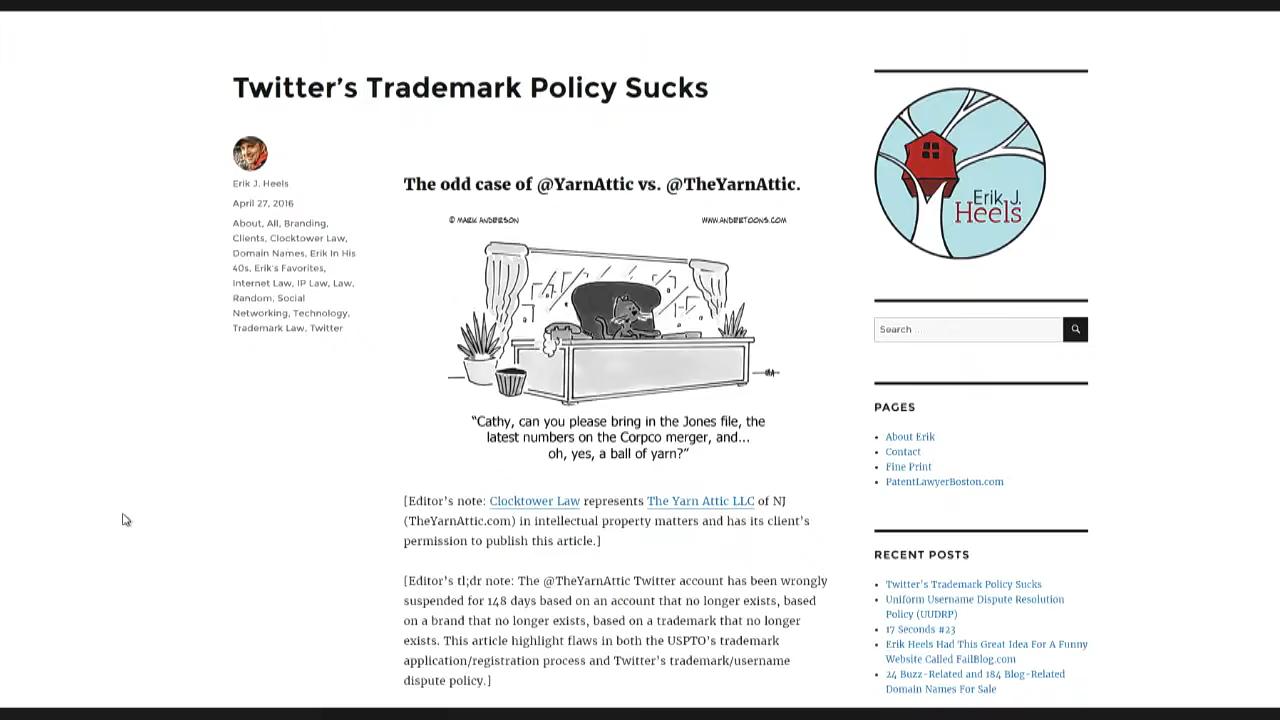 Twitter’s Trademark Policy Sucks
Erik J. Heels
April 27, 2016
About, All, Branding,
Clients, Clocktower Law,
Domain Names, Erik In His
40s, Erik's Favorites,
Internet Law, IP Law, Law,
Random, Social
Networking, Technology,
Trademark Law, Twitter
The odd case of @YarnAttic vs. @TheYarnAttic.
© MARK ANDERSON
WWW.ANDERTOONS.COM
“Cathy, can you please bring in the Jones file, the
latest numbers on the Corpco merger, and...
oh, yes, a ball of yarn?”
[Editor’s note: Clocktower Law represents The Yarn Attic LLC of NJ
(TheYarnAttic.com) in intellectual property matters and has its client’s
permission to publish this article.]
[Editor’s tl;dr note: The @TheYarnAttic Twitter account has been wrongly
suspended for 148 days based on an account that no longer exists, based
on a brand that no longer exists, based on a trademark that no longer
exists. This article highlight flaws in both the USPTO’s trademark
application/registration process and Twitter’s trademark/username
dispute policy.]
Erik J.
Heels
Search …
PAGES
About Erik
Contact
Fine Print
PatentLawyerBoston.com
RECENT POSTS
Twitter’s Trademark Policy Sucks
Uniform Username Dispute Resolution
Policy (UUDRP)
17 Seconds #23
Erik Heels Had This Great Idea For A Funny
Website Called FailBlog.com
24 Buzz-Related and 184 Blog-Related
Domain Names For Sale